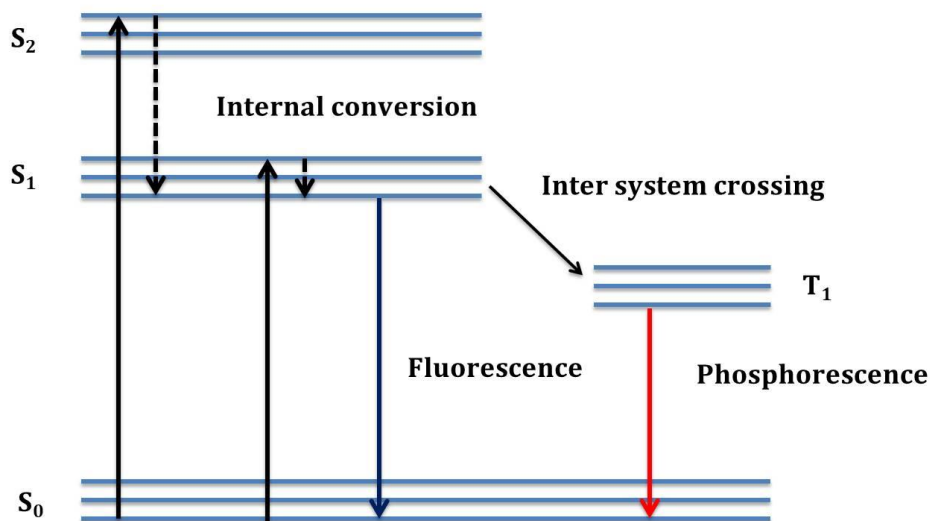 S₂
Internal conversion
S₁
Inter system crossing
T₁
Fluorescence
Phosphorescence
S₀